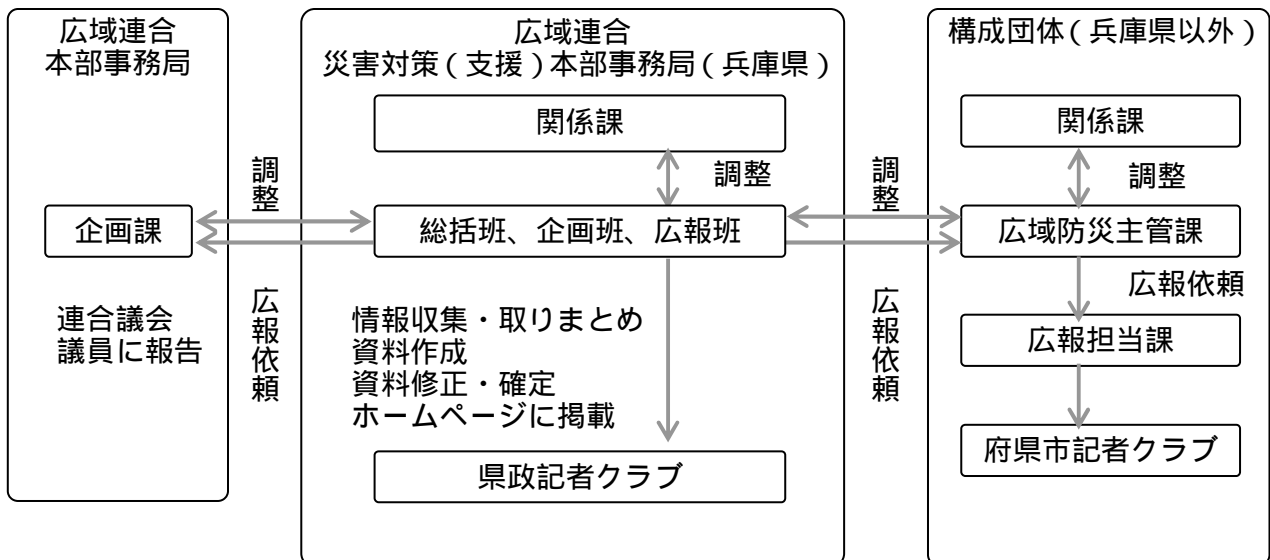 広域連合
本部事務局
企画課
連合議会
議員に報告
調整
広報依頼
広域連合
災害対策(支援)本部事務局(兵庫県)
関係課
調整
総括班、企画班、広報班
情報収集・取りまとめ
資料作成
資料修正・確定
ホームページに掲載
県政記者クラブ
調整
広報依頼
構成団体(兵庫県以外)
関係課
調整
広域防災主管課
広報依頼
広報担当課
府県市記者クラブ